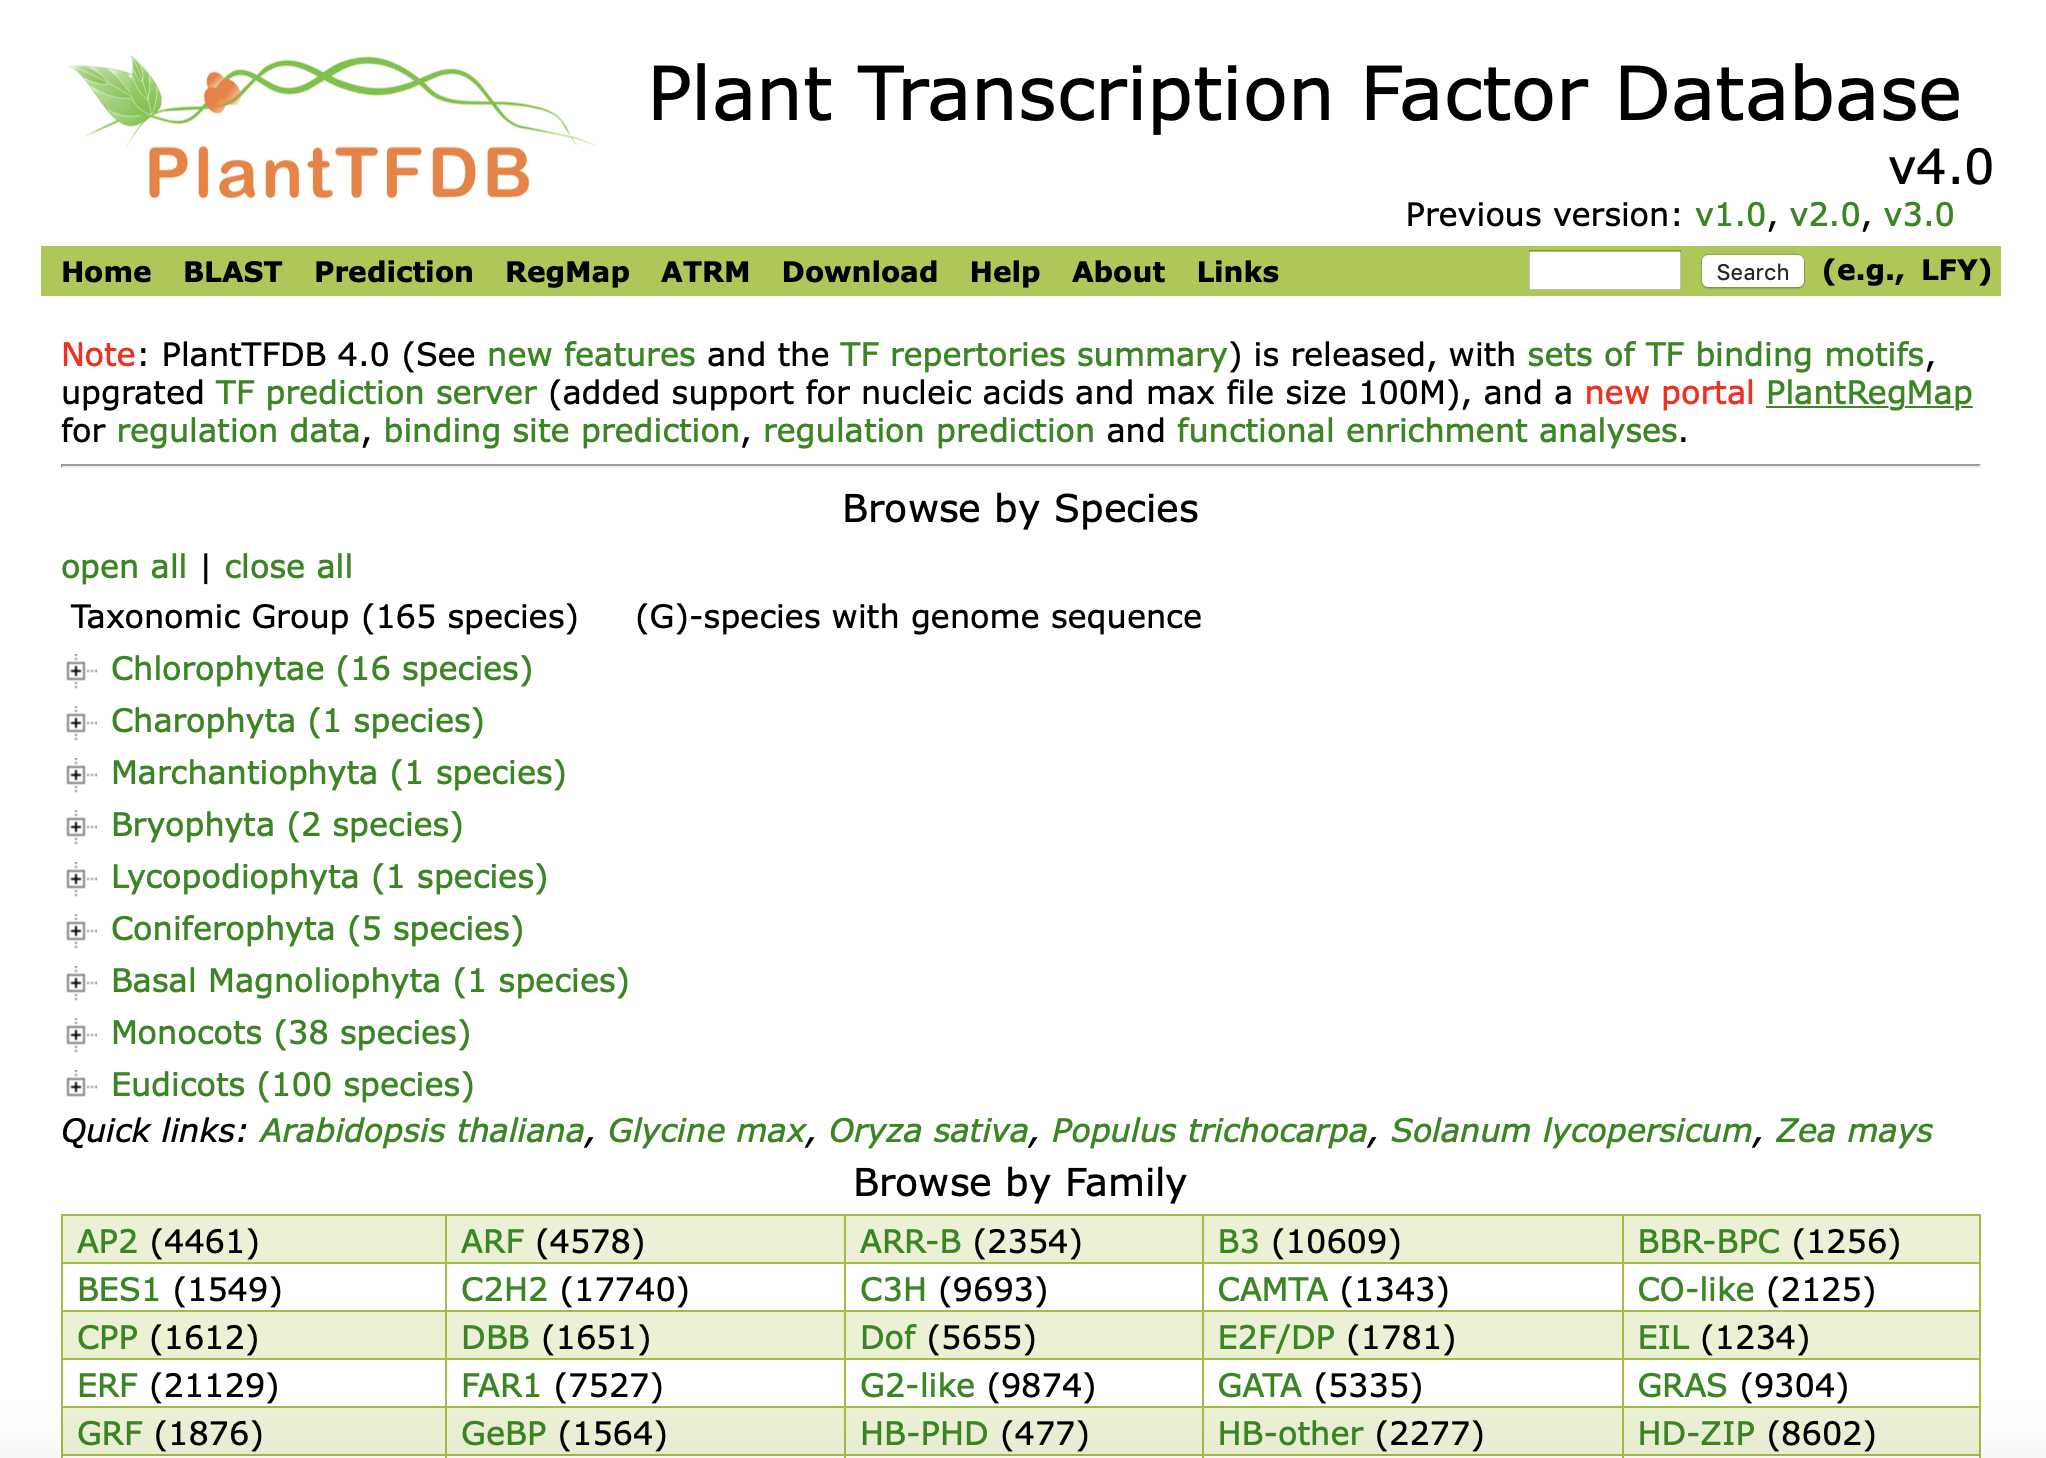 PlantTFDB
Plant Transcription Factor Database
v4.0
Previous version: v1.0, v2.0, v3.0
Home BLAST Prediction RegMap ATRM Download Help About Links Search (e.g., LFY)
Note: PlantTFDB 4.0 (See new features and the TF repertories summary) is released, with sets of TF binding motifs,
upgrated TF prediction server (added support for nucleic acids and max file size 100M), and a new portal PlantRegMap
for regulation data, binding site prediction, regulation prediction and functional enrichment analyses.
Browse by Species
open all | close all
Taxonomic Group (165 species) (G)-species with genome sequence
Chlorophytae (16 species)
Charophyta (1 species)
Marchantiophyta (1 species)
Bryophyta (2 species)
Lycopodiophyta (1 species)
Coniferophyta (5 species)
Basal Magnoliophyta (1 species)
Monocots (38 species)
Eudicots (100 species)
Quick links: Arabidopsis thaliana, Glycine max, Oryza sativa, Populus trichocarpa, Solanum lycopersicum, Zea mays
Browse by Family
AP2 (4461) ARF (4578) ARR-B (2354) B3 (10609) BBR-BPC (1256)
BES1 (1549) C2H2 (17740) C3H (9693) CAMTA (1343) CO-like (2125)
CPP (1612) DBB (1651) Dof (5655) E2F/DP (1781) EIL (1234)
ERF (21129) FAR1 (7527) G2-like (9874) GATA (5335) GRAS (9304)
GRF (1876) GeBP (1564) HB-PHD (477) HB-other (2277) HD-ZIP (8602)